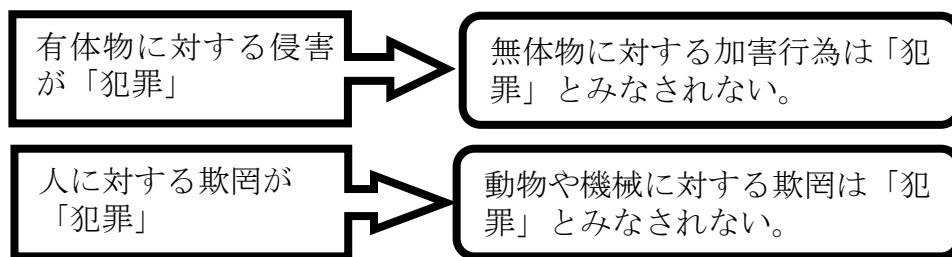 有体物に対する侵害
が「犯罪」
無体物に対する加害行為は「犯
罪」とみなされない。
人に対する欺罔が
「犯罪」
動物や機械に対する欺罔は「犯
罪」とみなされない。